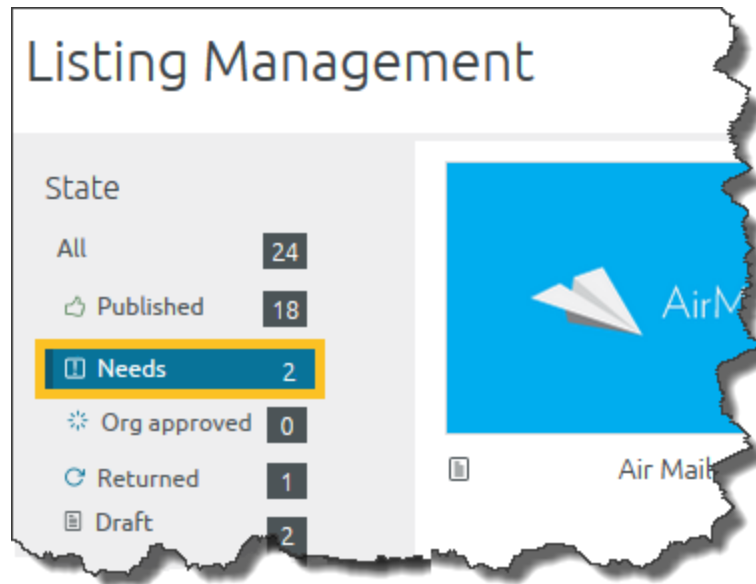 Listing Management
State
All 24
Published 18
Needs 2
Org approved 0
Returned 1
Draft 2
Air Mail